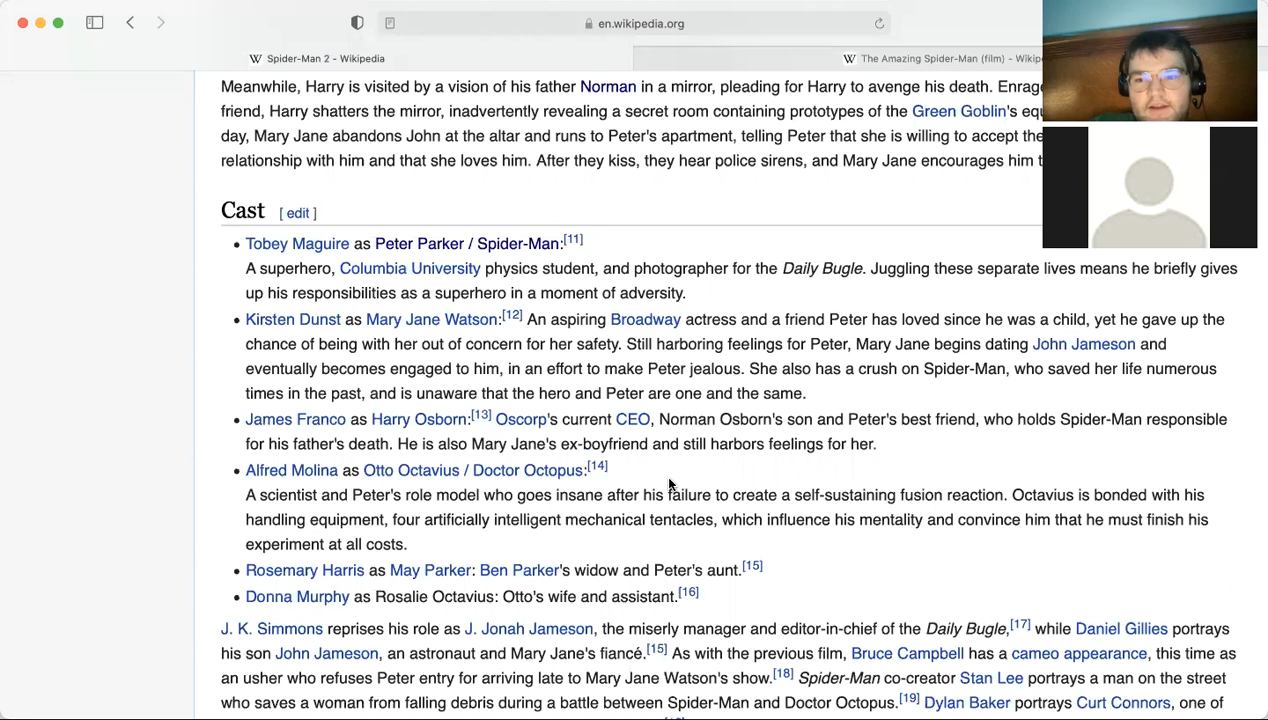 en.wikipedia.org
W Spider-Man 2 - Wikipedia
W The Amazing Spider-Man (film) - Wikip
Meanwhile, Harry is visited by a vision of his father Norman in a mirror, pleading for Harry to avenge his death. Enrag
friend, Harry shatters the mirror, inadvertently revealing a secret room containing prototypes of the Green Goblin's equ
day, Mary Jane abandons John at the altar and runs to Peter's apartment, telling Peter that she is willing to accept the
relationship with him and that she loves him. After they kiss, they hear police sirens, and Mary Jane encourages him t
Cast [ edit ]
• Tobey Maguire as Peter Parker / Spider-Man:[11]
A superhero, Columbia University physics student, and photographer for the Daily Bugle. Juggling these separate lives means he briefly gives
up his responsibilities as a superhero in a moment of adversity.
• Kirsten Dunst as Mary Jane Watson:[12] An aspiring Broadway actress and a friend Peter has loved since he was a child, yet he gave up the
chance of being with her out of concern for her safety. Still harboring feelings for Peter, Mary Jane begins dating John Jameson and
eventually becomes engaged to him, in an effort to make Peter jealous. She also has a crush on Spider-Man, who saved her life numerous
times in the past, and is unaware that the hero and Peter are one and the same.
• James Franco as Harry Osborn:[13] Oscorp's current CEO, Norman Osborn's son and Peter's best friend, who holds Spider-Man responsible
for his father's death. He is also Mary Jane's ex-boyfriend and still harbors feelings for her.
• Alfred Molina as Otto Octavius / Doctor Octopus:[14]
A scientist and Peter's role model who goes insane after his failure to create a self-sustaining fusion reaction. Octavius is bonded with his
handling equipment, four artificially intelligent mechanical tentacles, which influence his mentality and convince him that he must finish his
experiment at all costs.
• Rosemary Harris as May Parker: Ben Parker's widow and Peter's aunt.[15]
• Donna Murphy as Rosalie Octavius: Otto's wife and assistant.[16]
J. K. Simmons reprises his role as J. Jonah Jameson, the miserly manager and editor-in-chief of the Daily Bugle,[17] while Daniel Gillies portrays
his son John Jameson, an astronaut and Mary Jane's fiancé.[15] As with the previous film, Bruce Campbell has a cameo appearance, this time as
an usher who refuses Peter entry for arriving late to Mary Jane Watson's show.[18] Spider-Man co-creator Stan Lee portrays a man on the street
who saves a woman from falling debris during a battle between Spider-Man and Doctor Octopus.[19] Dylan Baker portrays Curt Connors, one of